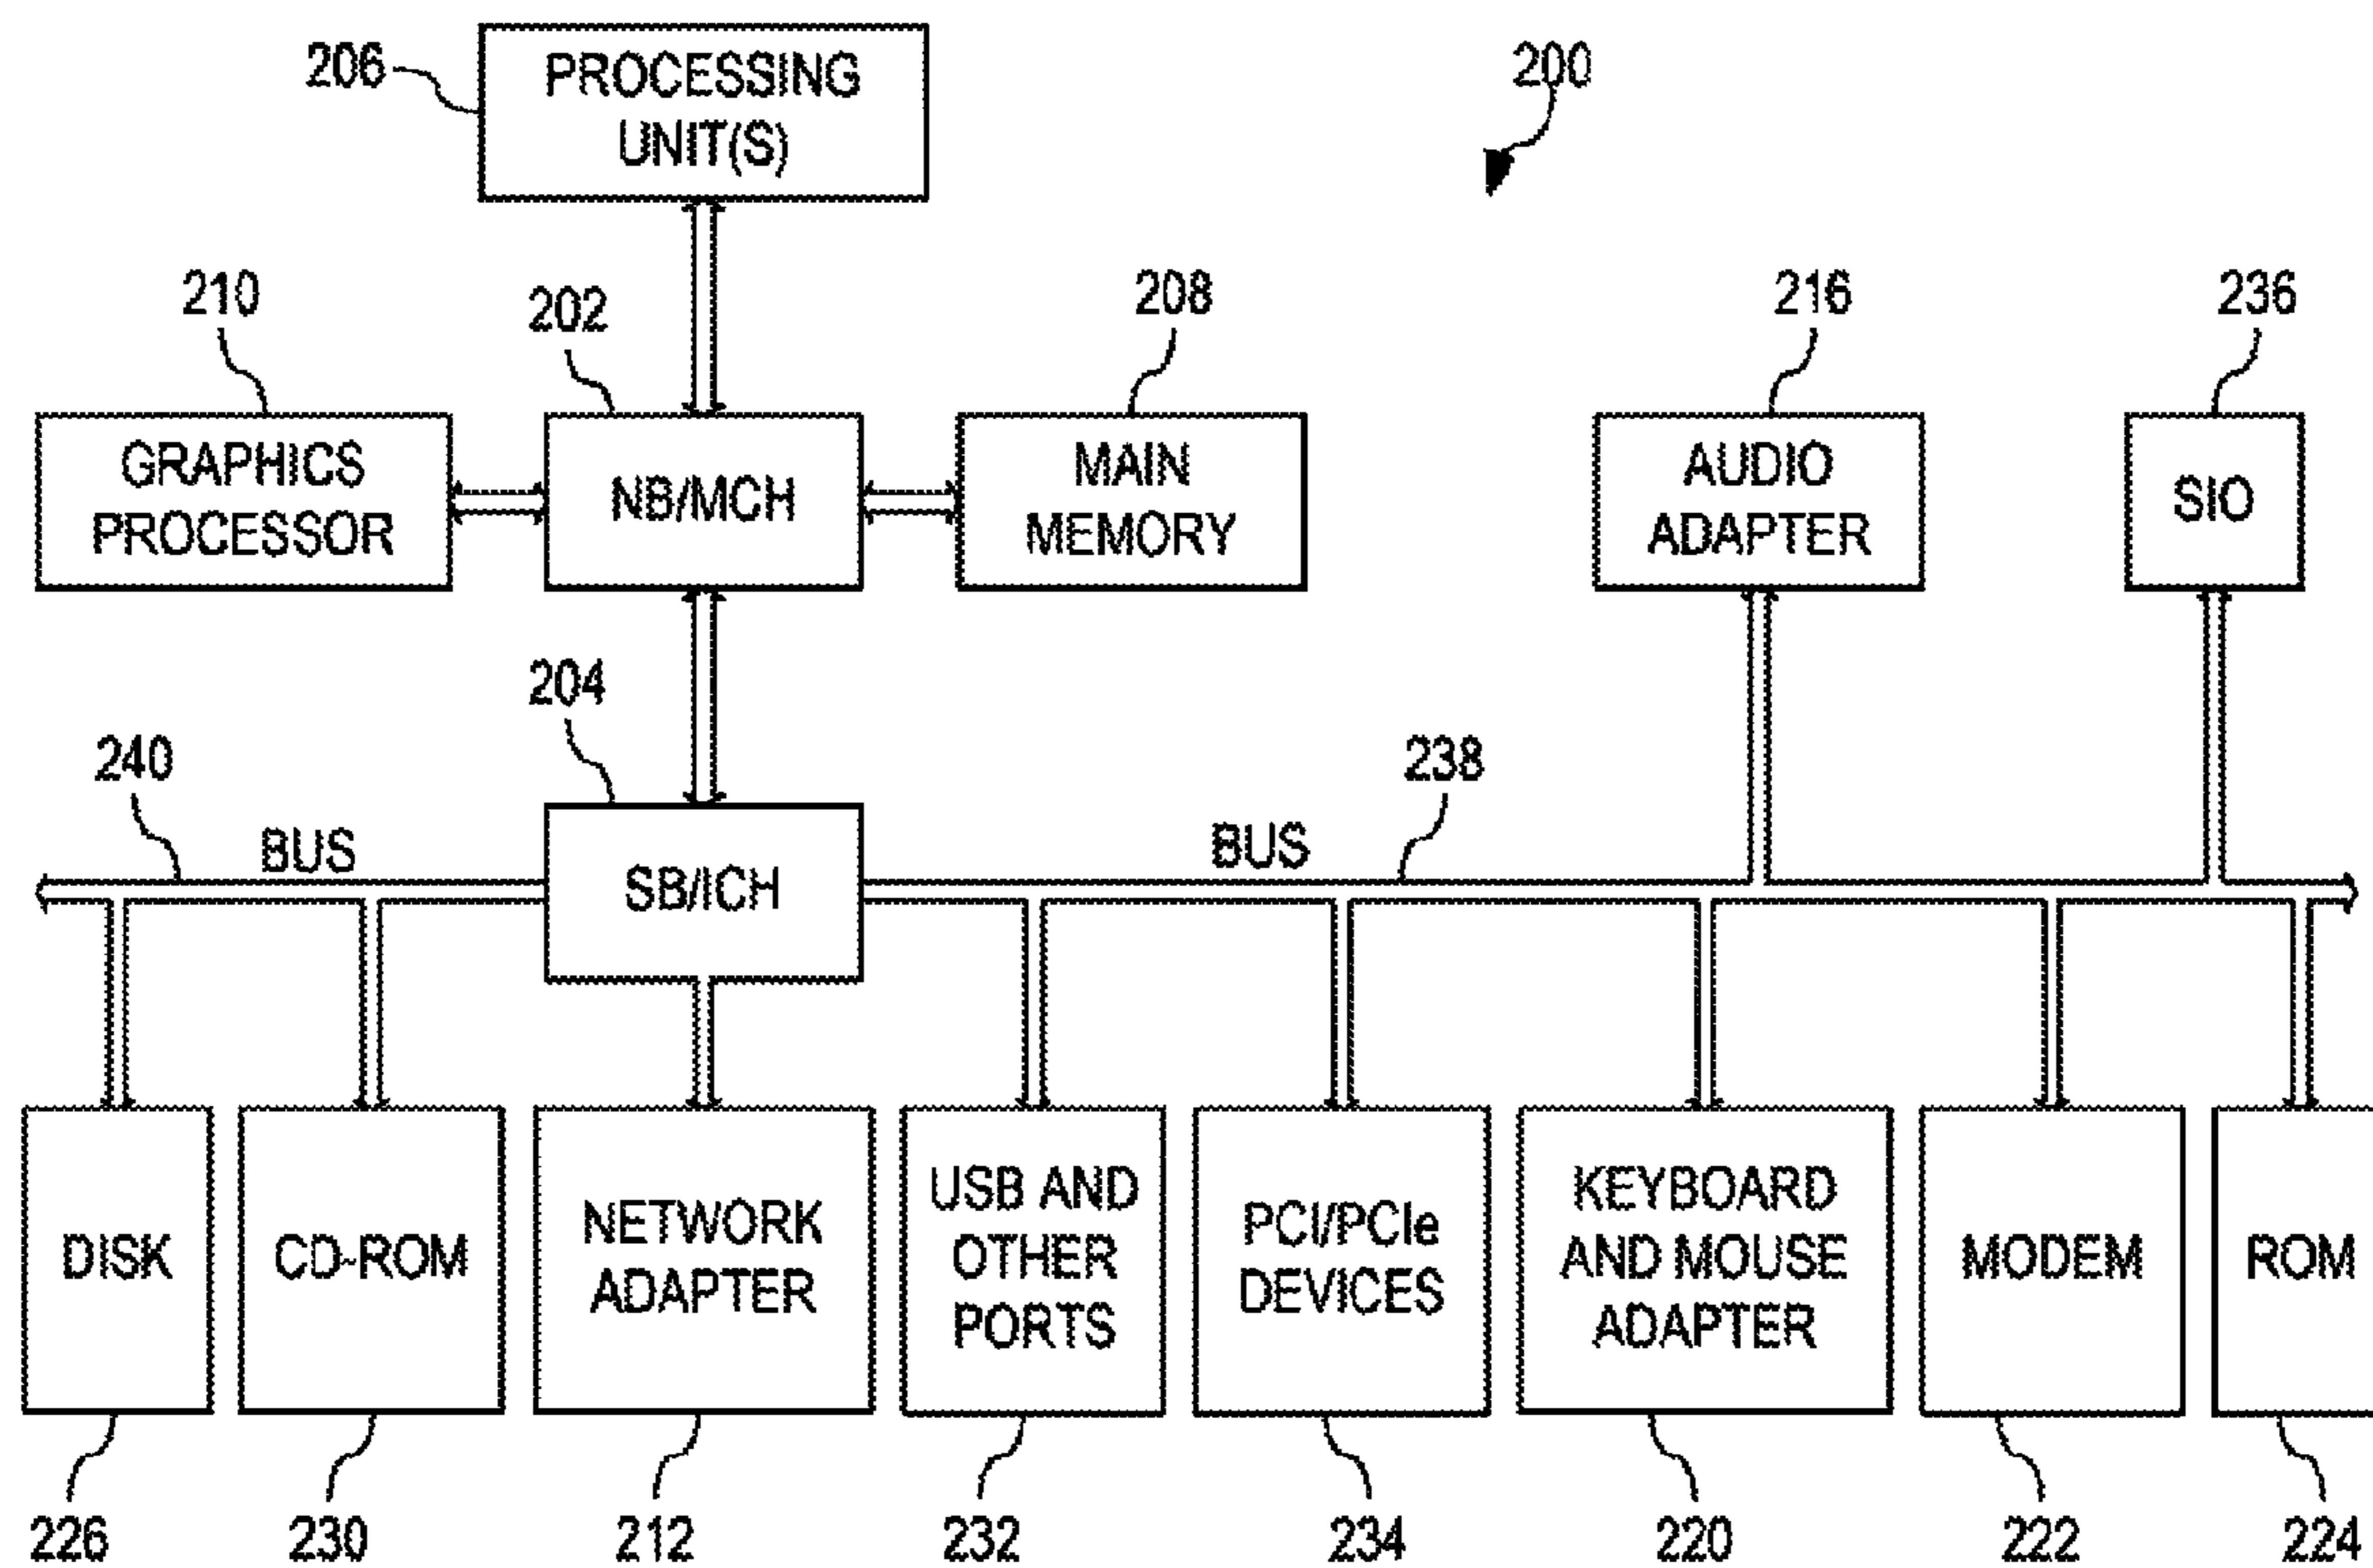 206
PROCESSING
UNIT(S)
200
210
202
208
216
236
GRAPHICS
PROCESSOR
NB/MCH
MAIN
MEMORY
AUDIO
ADAPTER
SIO
204
240
238
BUS
BUS
SB/ICH
DISK
CD-ROM
NETWORK
ADAPTER
USB AND
OTHER
PORTS
PCI/PCIe
DEVICES
KEYBOARD
AND MOUSE
ADAPTER
MODEM
ROM
226
230
212
232
234
220
222
224